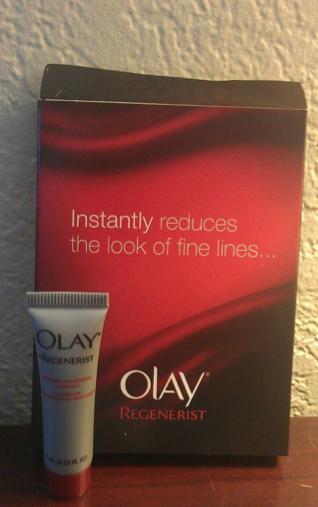 Instantly reduces
the look of fine lines...
OLAY®
REGENERIST
OLAY®
REGENERIST